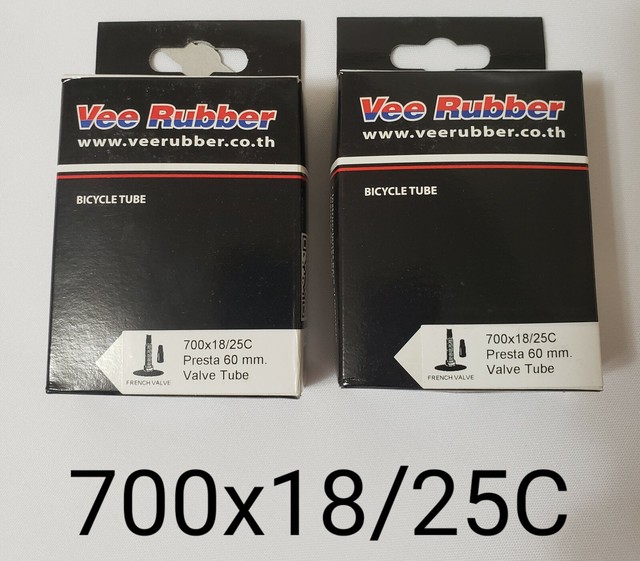 Vee Rubber
www.veerubber.co.th
BICYCLE TUBE
700x18/25C
Presta 60 mm.
Valve Tube
FRENCH VALVE
Vee Rubber
www.veerubber.co.th
BICYCLE TUBE
700x18/25C
Presta 60 mm.
Valve Tube
FRENCH VALVE
700x18/25C